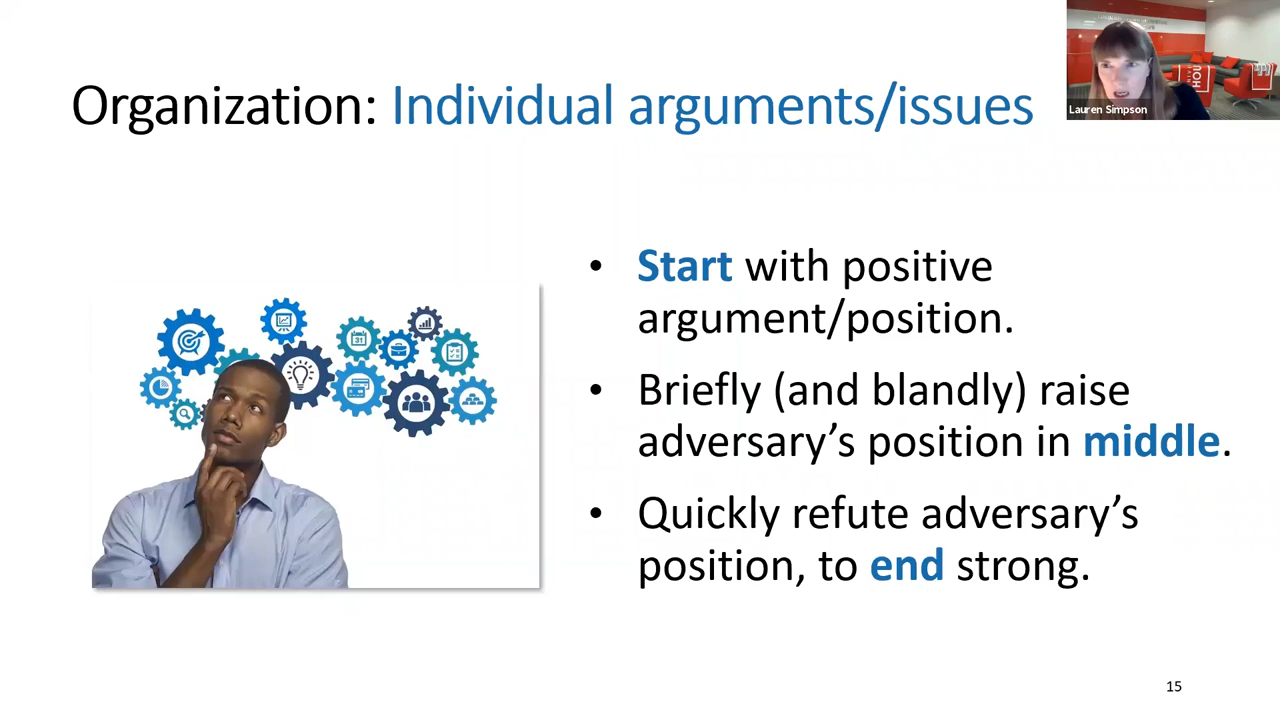 Organization: Individual arguments/issues
Lauren Simpson
• Start with positive
argument/position.
• Briefly (and blandly) raise
adversary’s position in middle.
• Quickly refute adversary’s
position, to end strong.
31
15